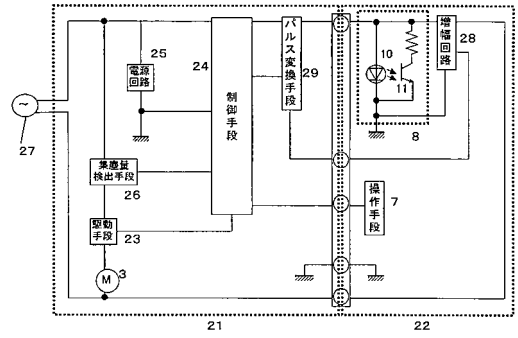 増幅
回路
28
パルス変換手段
29
10
11
8
25
電源
回路
24
制御手段
~
27
集塵量
検出手段
26
操作手段
7
駆動
手段
23
M
3
21
22